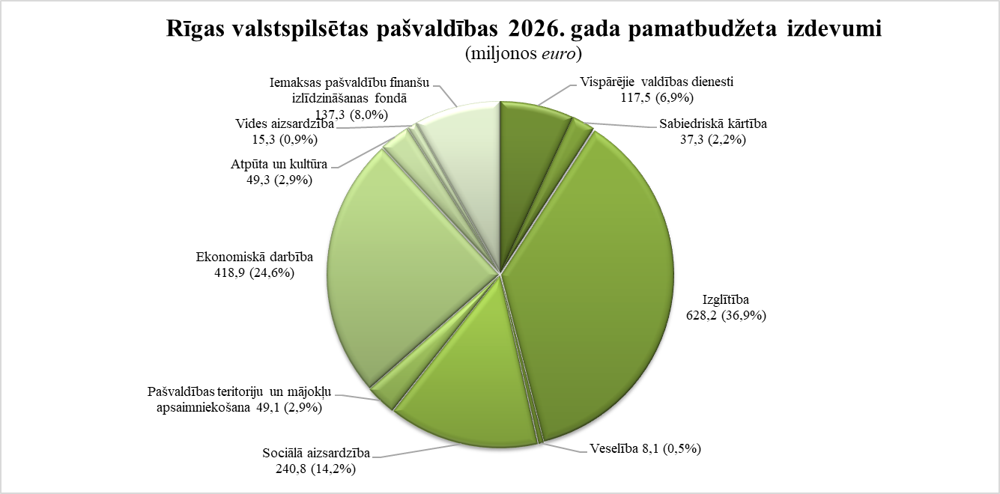 Rīgas valstspilsētas pašvaldības 2026. gada pamatbudžeta izdevumi
(miljonos euro)
Iemaksas pašvaldību finanšu
izlīdzināšanas fondā
137,3 (8,0%)
Vispārējie valdības dienesti
117,5 (6,9%)
Vides aizsardzība
15,3 (0,9%)
Sabiedriskā kārtība
37,3 (2,2%)
Atpūta un kultūra
49,3 (2,9%)
Ekonomiskā darbība
418,9 (24,6%)
Izglītība
628,2 (36,9%)
Pašvaldības teritoriju un mājokļu
apsaimniekošana 49,1 (2,9%)
Sociālā aizsardzība
240,8 (14,2%)
Veselība 8,1 (0,5%)